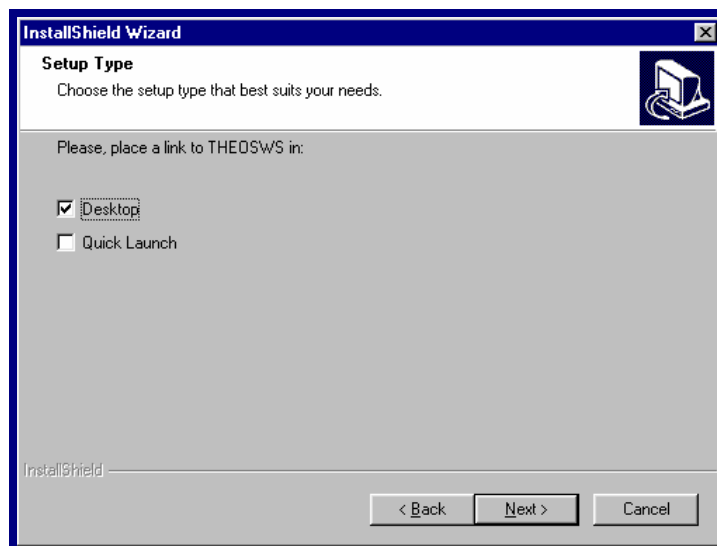 InstallShield Wizard
Setup Type
Choose the setup type that best suits your needs.
Please, place a link to THEOSWS in:
Desktop
Quick Launch
InstallShield
< Back Next > Cancel